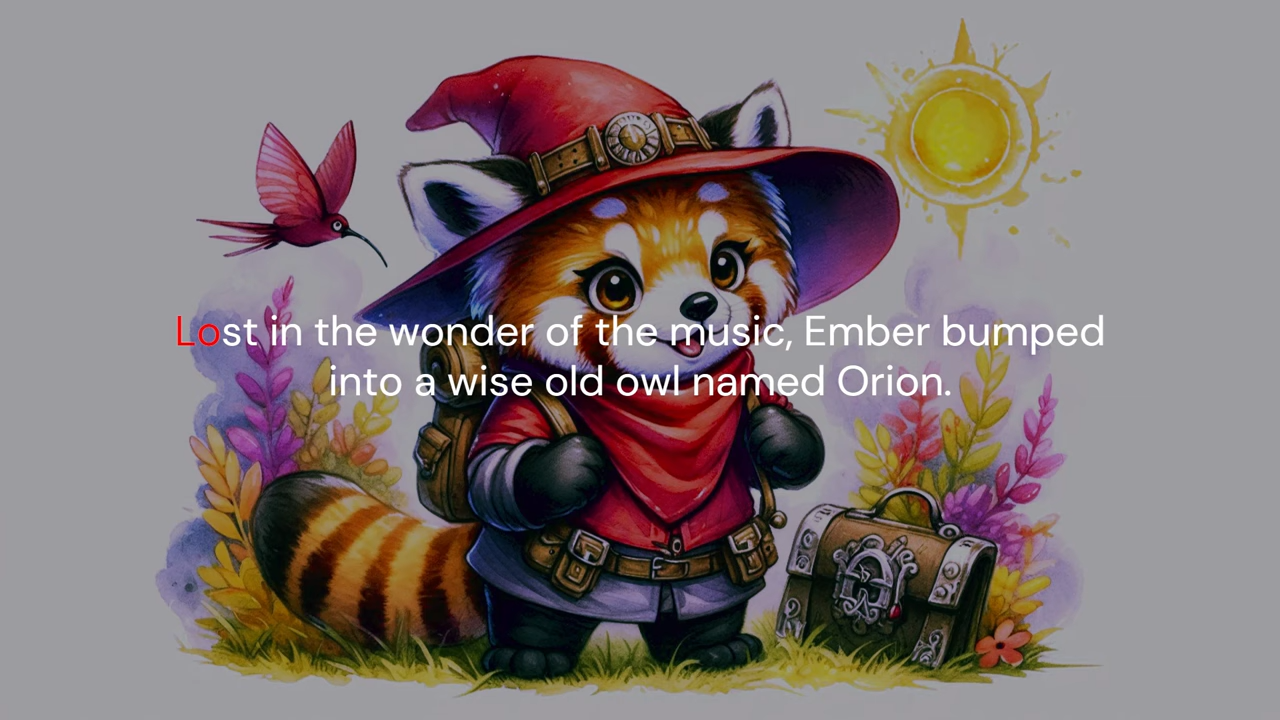 Lost in the wonder of the music, Ember bumped
into a wise old owl named Orion.